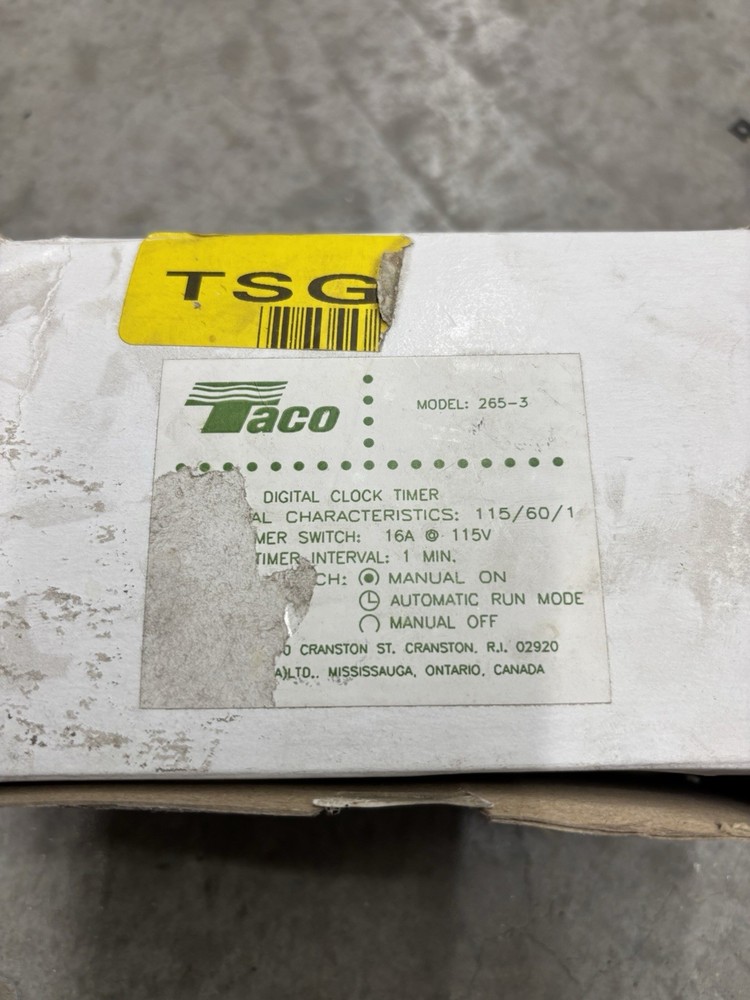 TSG
Taco
MODEL: 265-3
DIGITAL CLOCK TIMER
AL CHARACTERISTICS: 115/60/1
MER SWITCH: 16A @ 115V
TIMER INTERVAL: 1 MIN.
CH: MANUAL ON
AUTOMATIC RUN MODE
MANUAL OFF
0 CRANSTON ST. CRANSTON, R.I. 02920
A)LTD., MISSISSAUGA, ONTARIO, CANADA